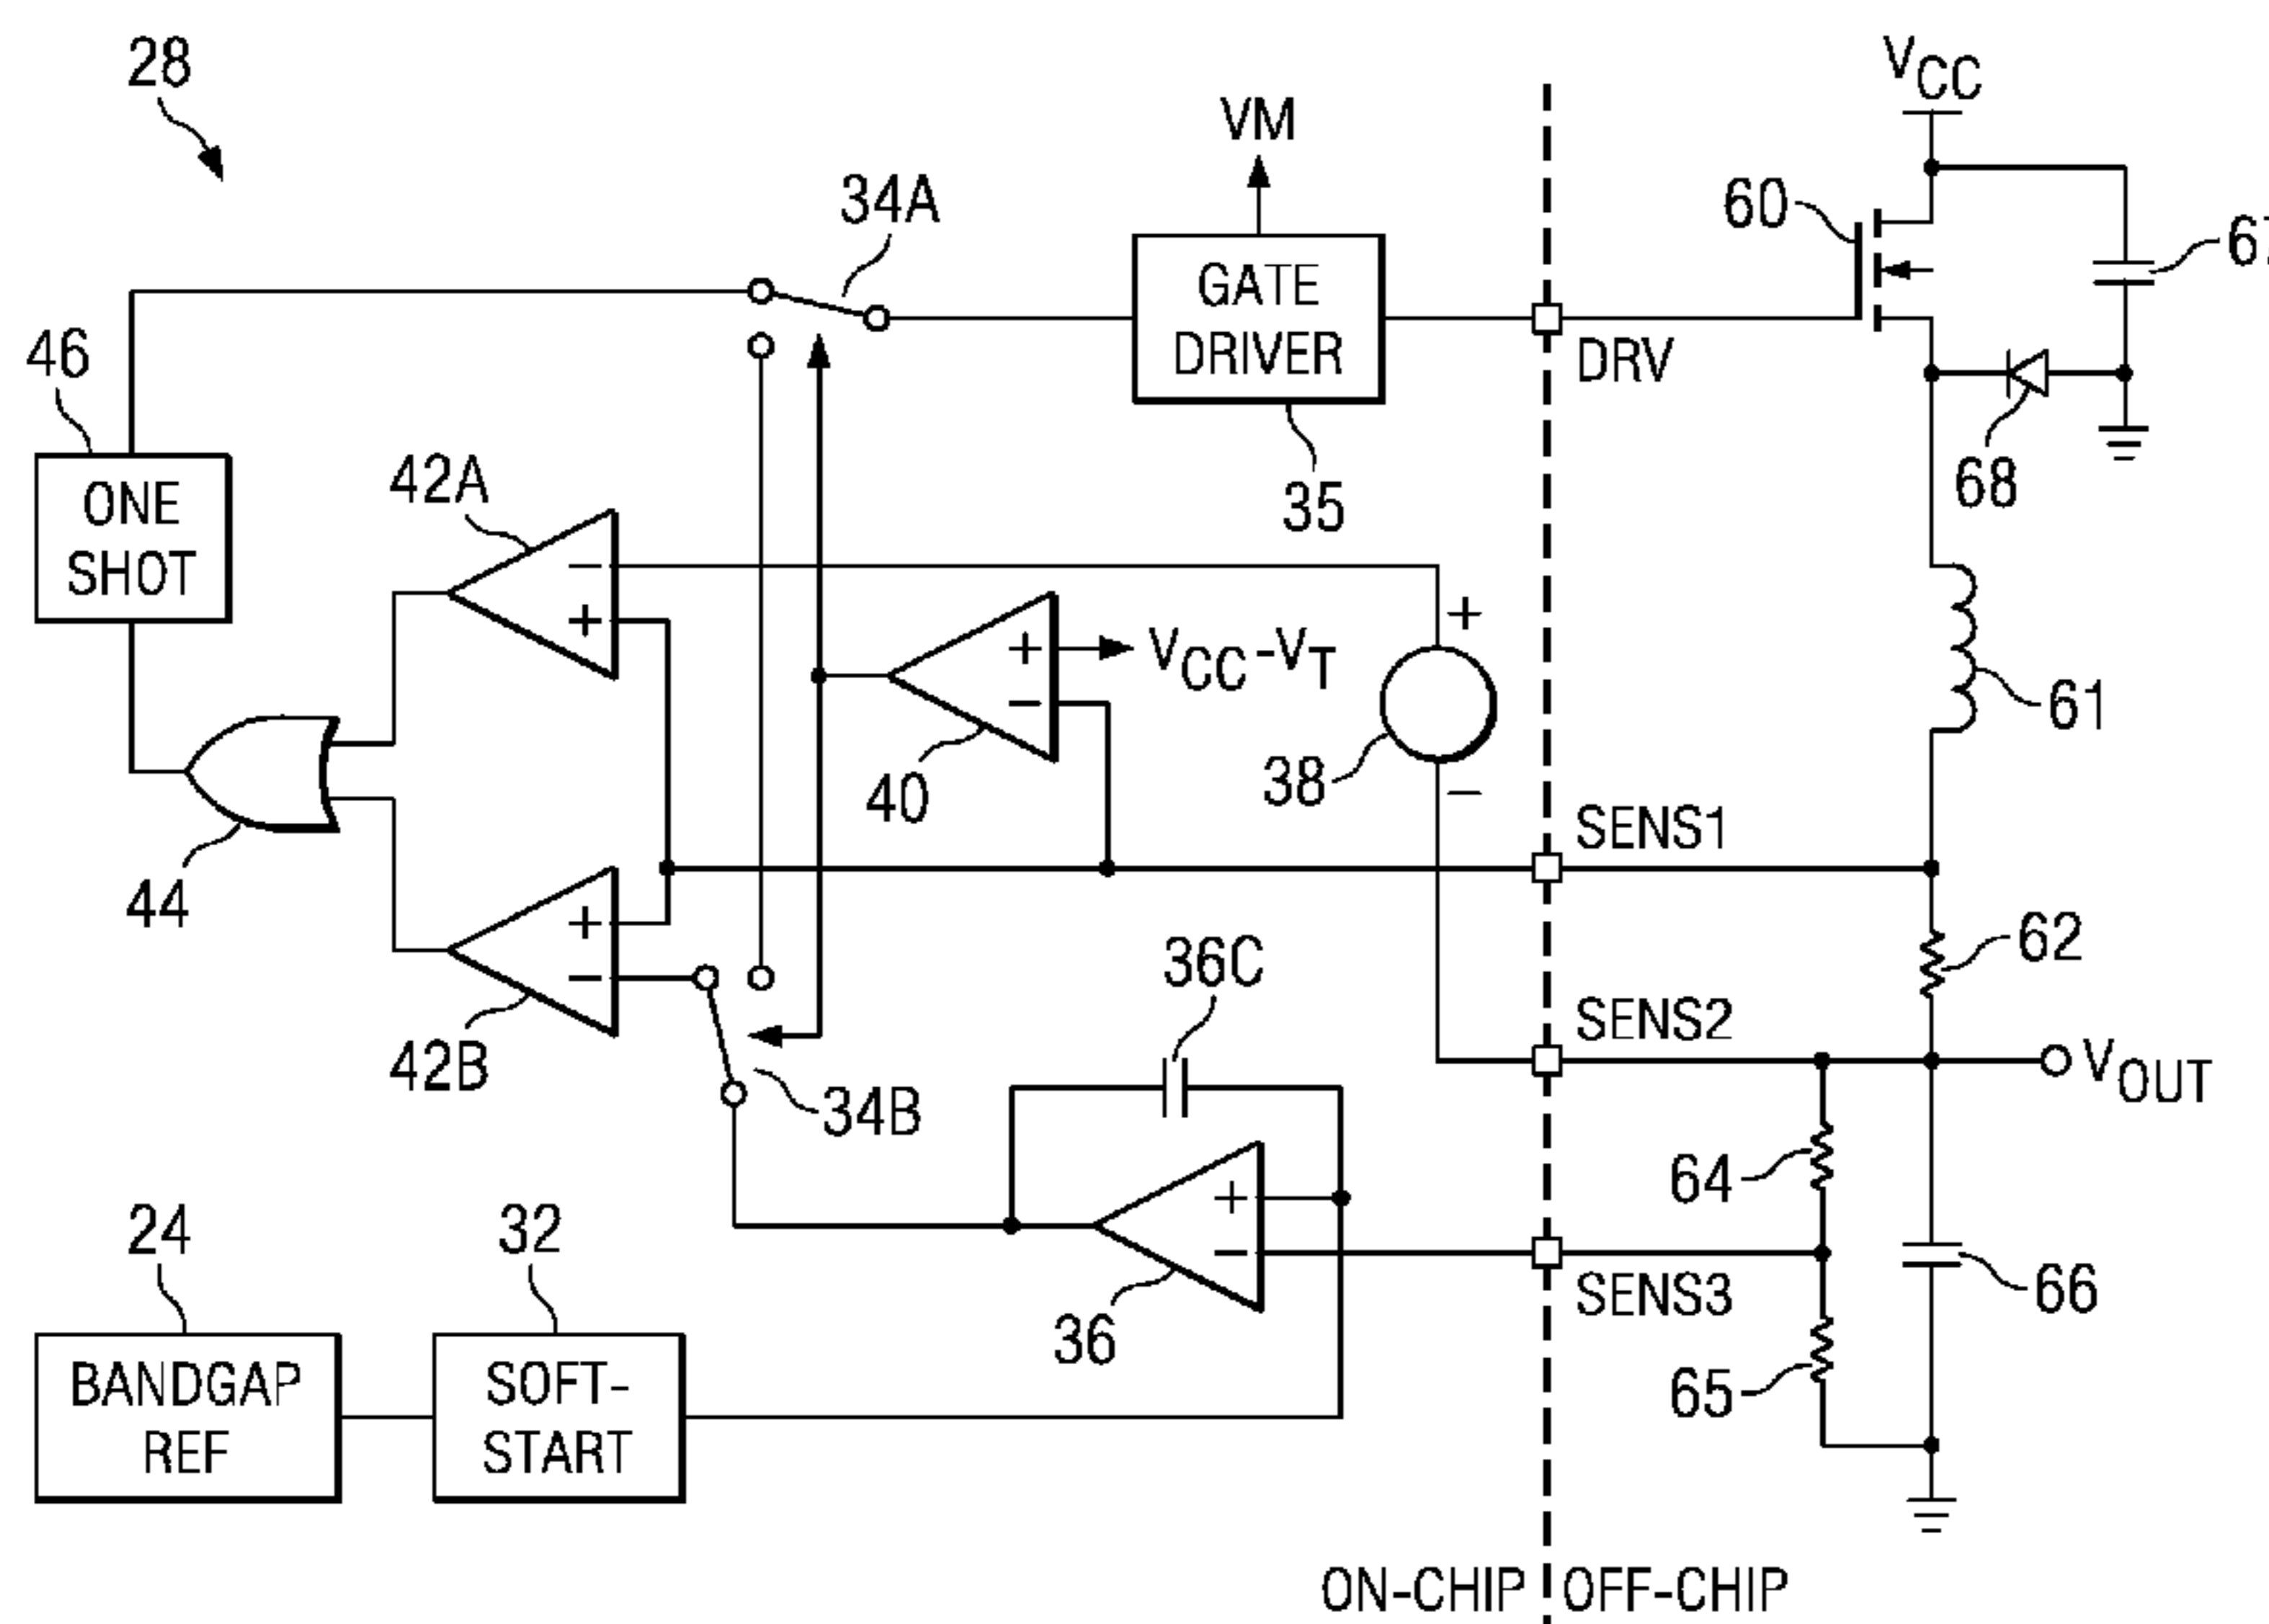 28
VCC
VM
34A
60
67
GATE
DRIVER
DRV
46
42A
35
68
ONE
SHOT
−
+
+
+
VCC-VT
−
38
−
61
40
SENS1
44
+
−
62
36C
SENS2
VOUT
42B
34B
64
24
32
+
−
SENS3
66
36
65
BANDGAP
REF
SOFT-
START
ON-CHIP
OFF-CHIP